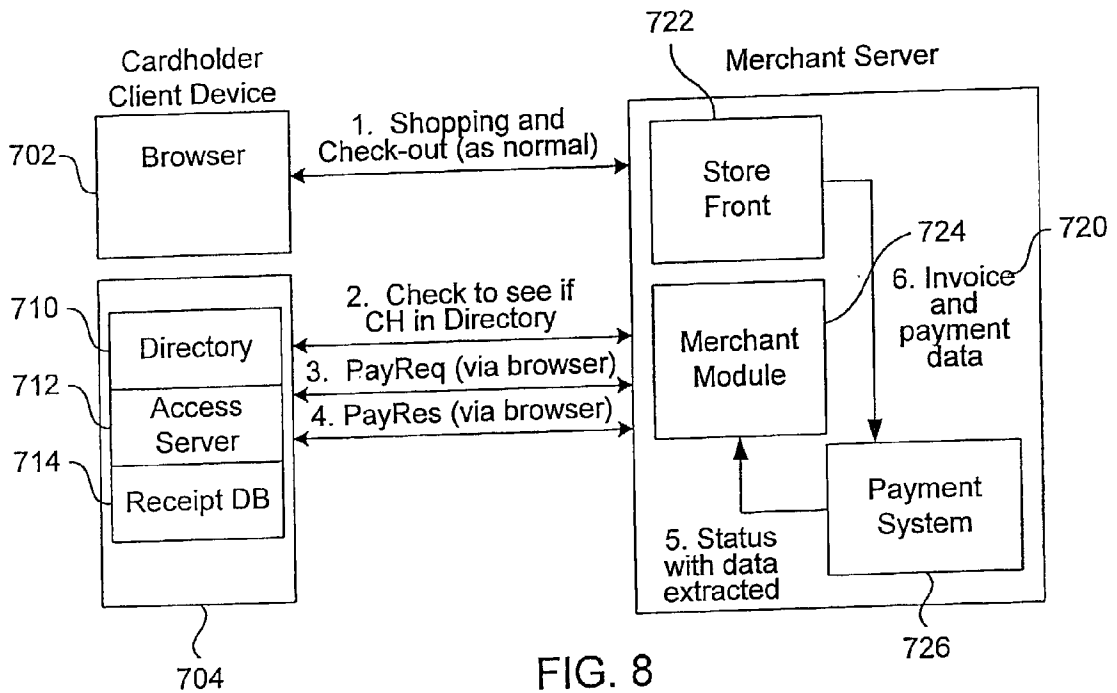 Cardholder
Client Device
702
Browser
1. Shopping and
Check-out (as normal)
722
Merchant Server
Store
Front
724
720
6. Invoice
and
payment
data
710
Directory
712
Access
Server
714
Receipt DB
704
2. Check to see if
CH in Directory
3. PayReq (via browser)
4. PayRes (via browser)
Merchant
Module
5. Status
with data
extracted
Payment
System
726
FIG. 8